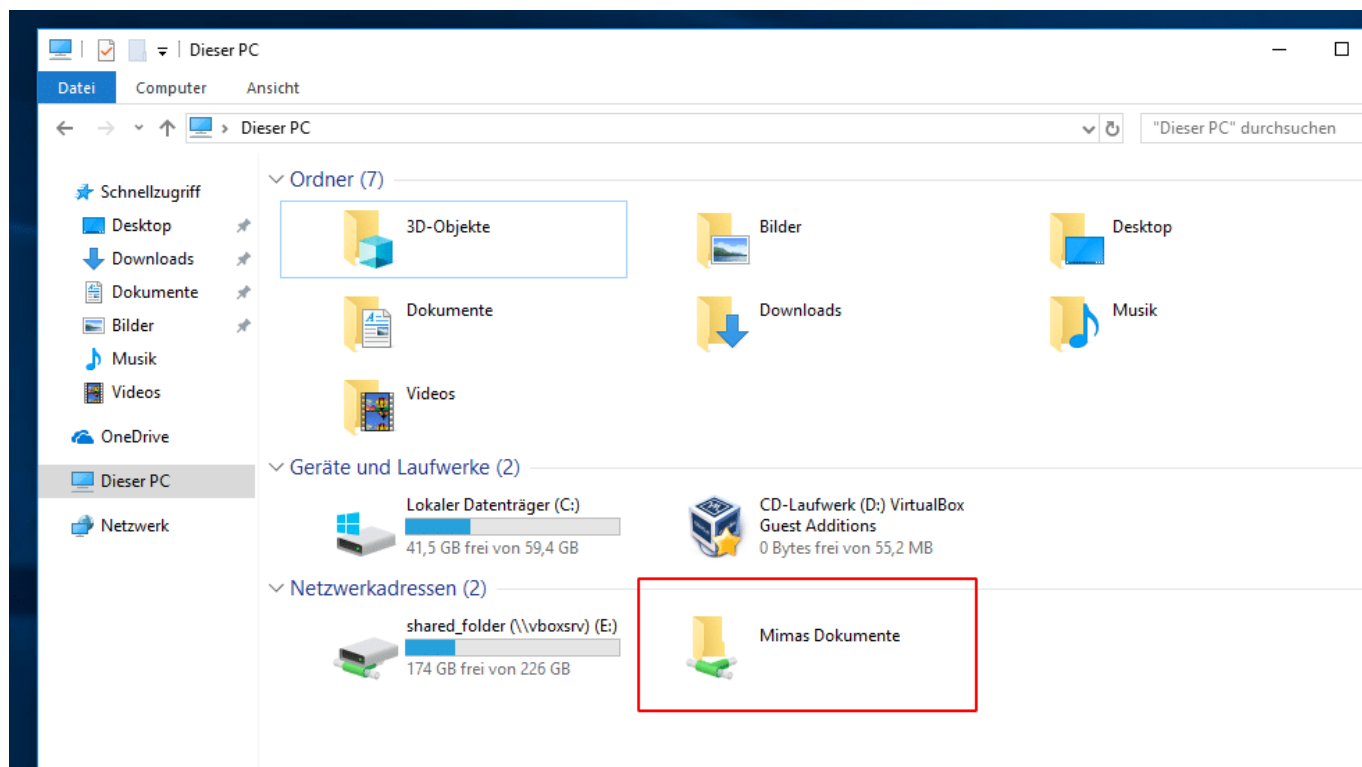 Dieser PC
Datei Computer Ansicht
Dieser PC "Dieser PC" durchsuchen
Schnellzugriff
Desktop
Downloads
Dokumente
Bilder
Musik
Videos
OneDrive
Dieser PC
Netzwerk
Ordner (7)
3D-Objekte Bilder Desktop
Dokumente Downloads Musik
Videos
Geräte und Laufwerke (2)
Lokaler Datenträger (C:)
41,5 GB frei von 59,4 GB
CD-Laufwerk (D:) VirtualBox
Guest Additions
0 Bytes frei von 55,2 MB
Netzwerkadressen (2)
shared_folder (\\vboxsrv) (E:)
174 GB frei von 226 GB
Mimas Dokumente